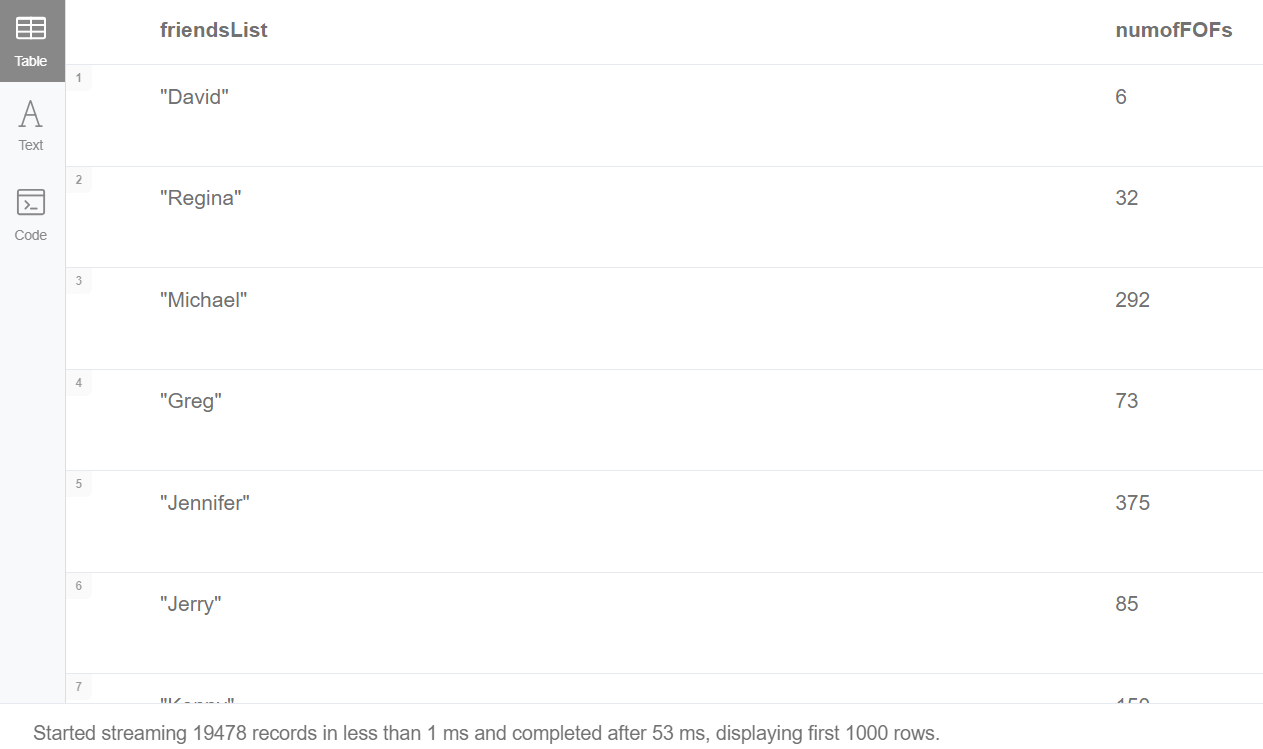 friendsList numofFOFs
Table
1 "David" 6
Text
2 "Regina" 32
Code
3 "Michael" 292
4 "Greg" 73
5 "Jennifer" 375
6 "Jerry" 85
7
Started streaming 19478 records in less than 1 ms and completed after 53 ms, displaying first 1000 rows.